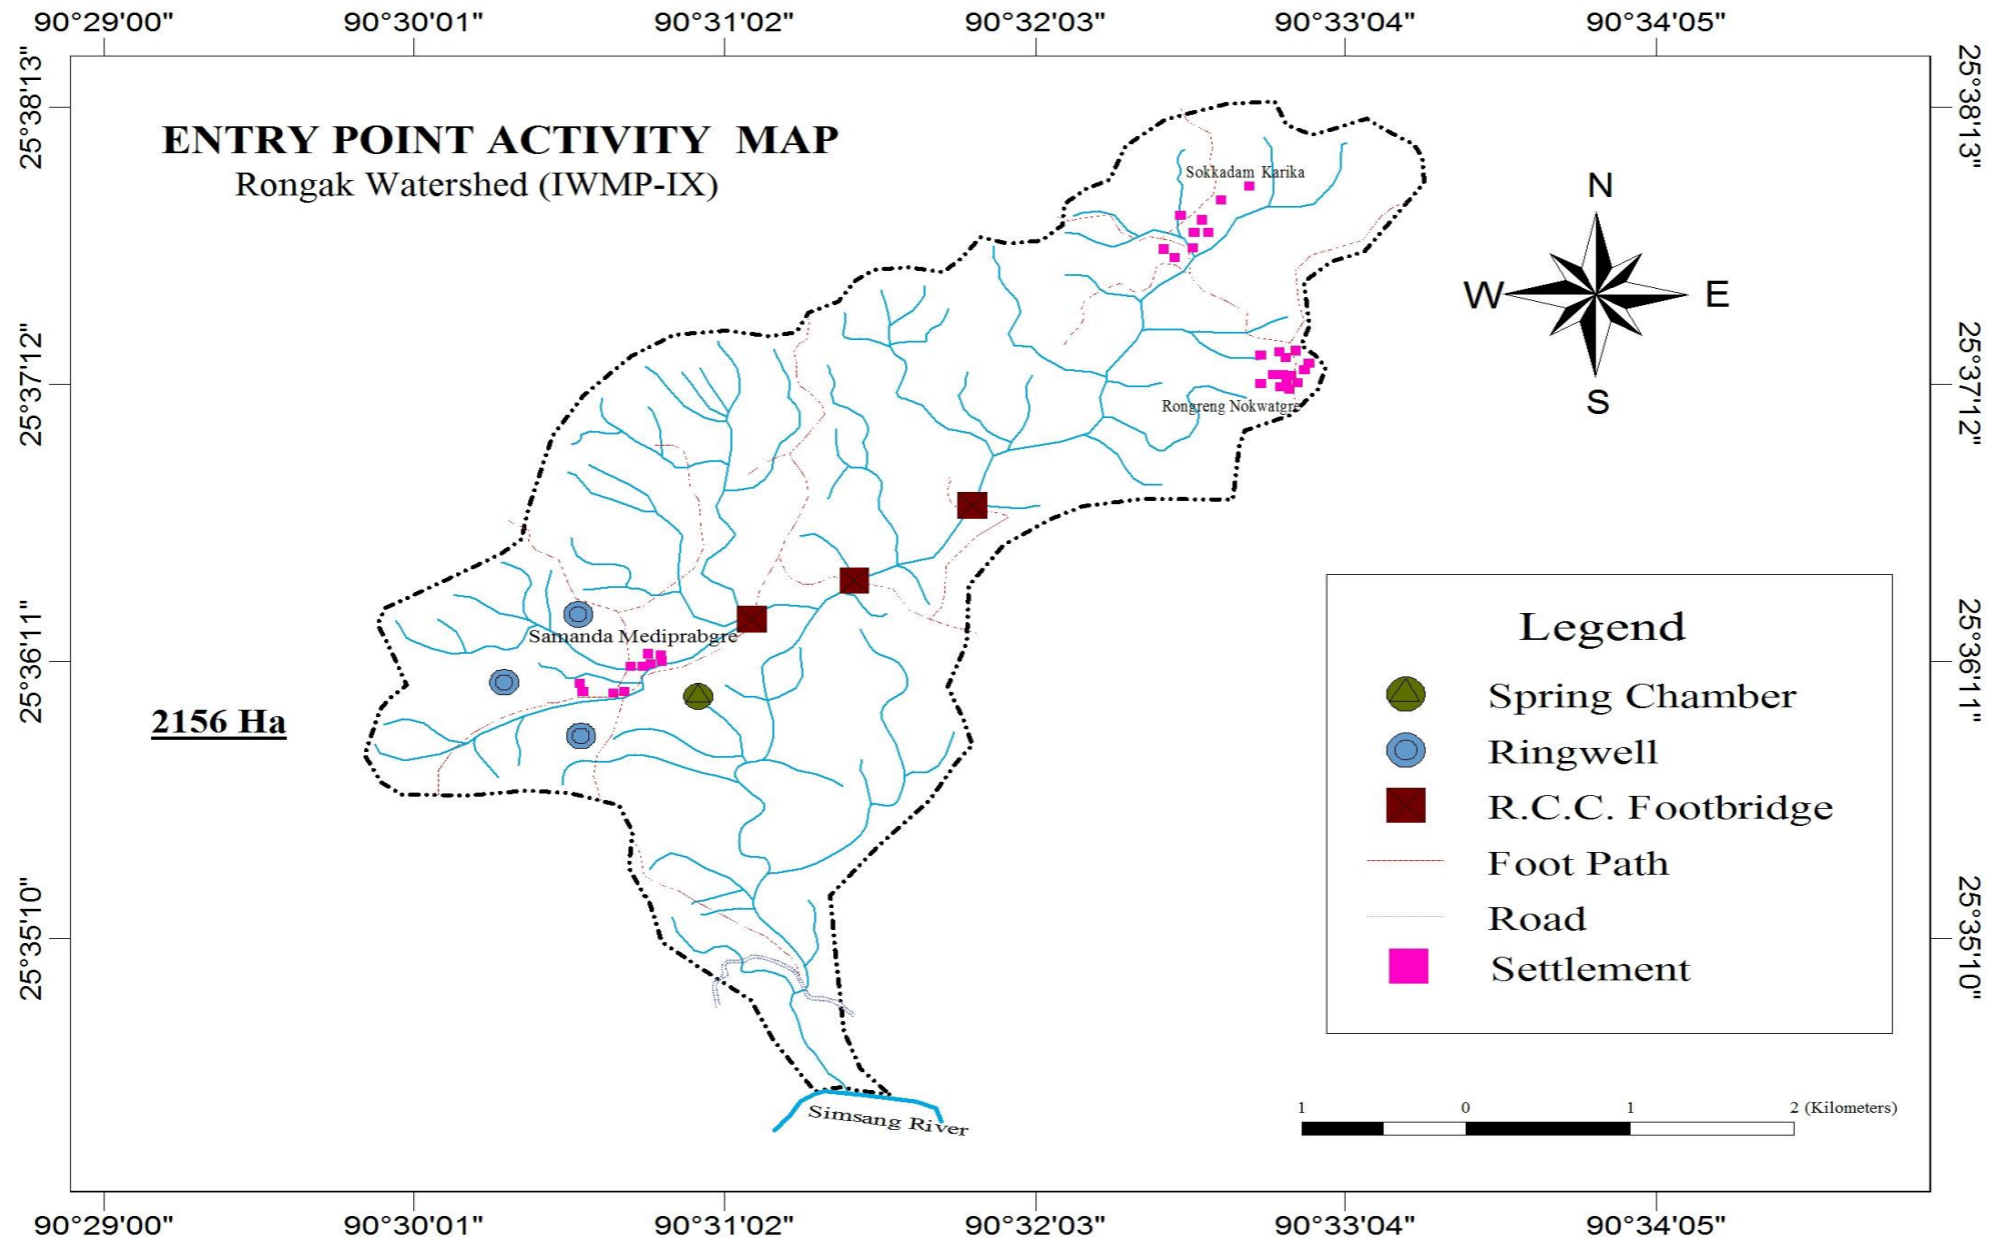 90°29'00" 90°30'01" 90°31'02" 90°32'03" 90°33'04" 90°34'05"
25°38'13" 25°38'13"
ENTRY POINT ACTIVITY MAP
Rongak Watershed (IWMP-IX)
Sokkadam Karika
N
W E
S
25°37'12" 25°37'12"
Rongreng Nokwatgre
25°36'11" 25°36'11"
Samanda Mediprabgre
2156 Ha
Legend
Spring Chamber
Ringwell
R.C.C. Footbridge
Foot Path
Road
Settlement
25°35'10" 25°35'10"
Simsang River
1 0 1 2 (Kilometers)
90°29'00" 90°30'01" 90°31'02" 90°32'03" 90°33'04" 90°34'05"